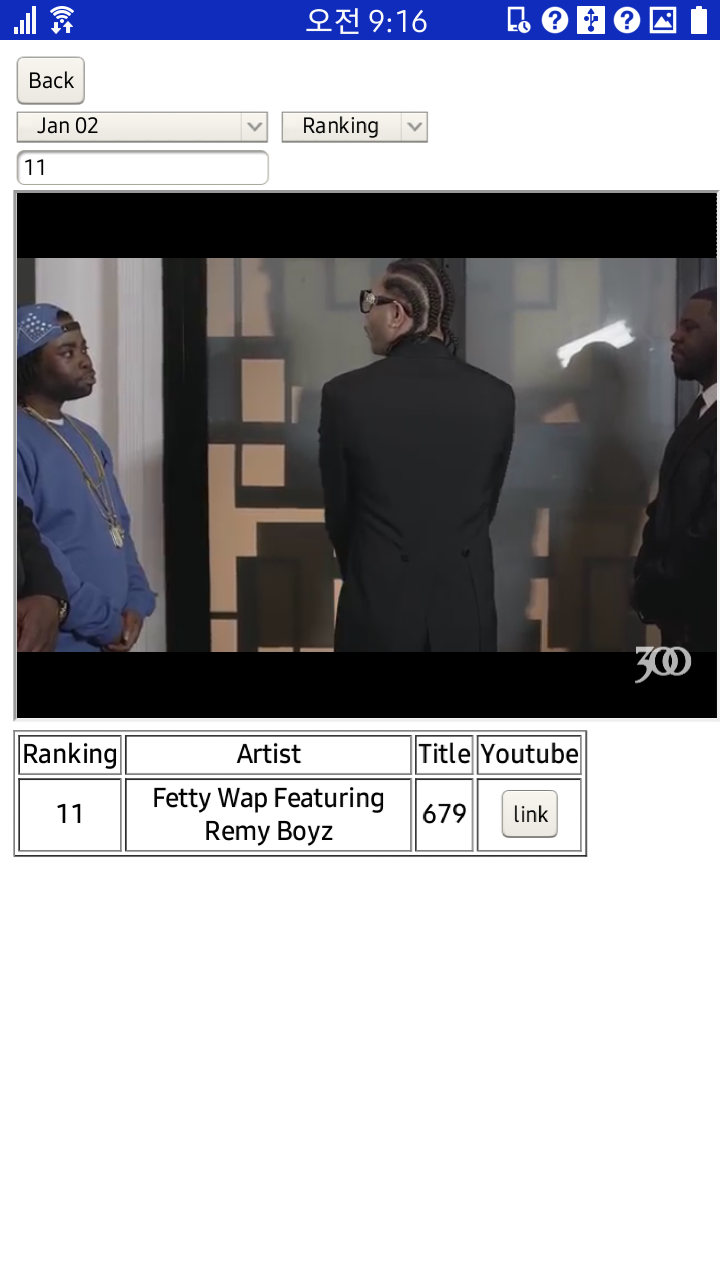 오전 9:16
Back
Jan 02 Ranking
11
300
Ranking Artist Title Youtube
11 Fetty Wap Featuring 679 link
Remy Boyz